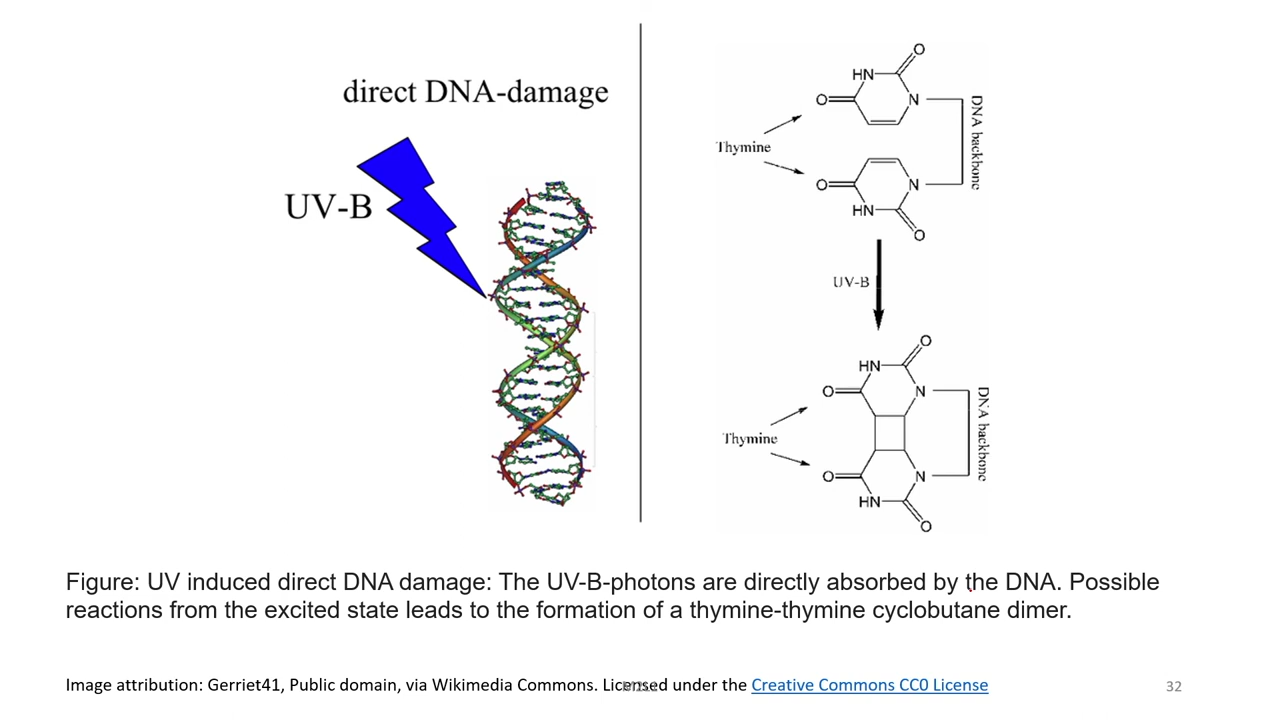 direct DNA-damage
UV-B
O
HN
O
N
Thymine
DNA backbone
O
N
HN
O
UV-B
O
HN
O
N
Thymine
DNA backbone
O
N
HN
O
Figure: UV induced direct DNA damage: The UV-B-photons are directly absorbed by the DNA. Possible
reactions from the excited state leads to the formation of a thymine-thymine cyclobutane dimer.
Image attribution: Gerriet41, Public domain, via Wikimedia Commons. Licensed under the Creative Commons CC0 License
32